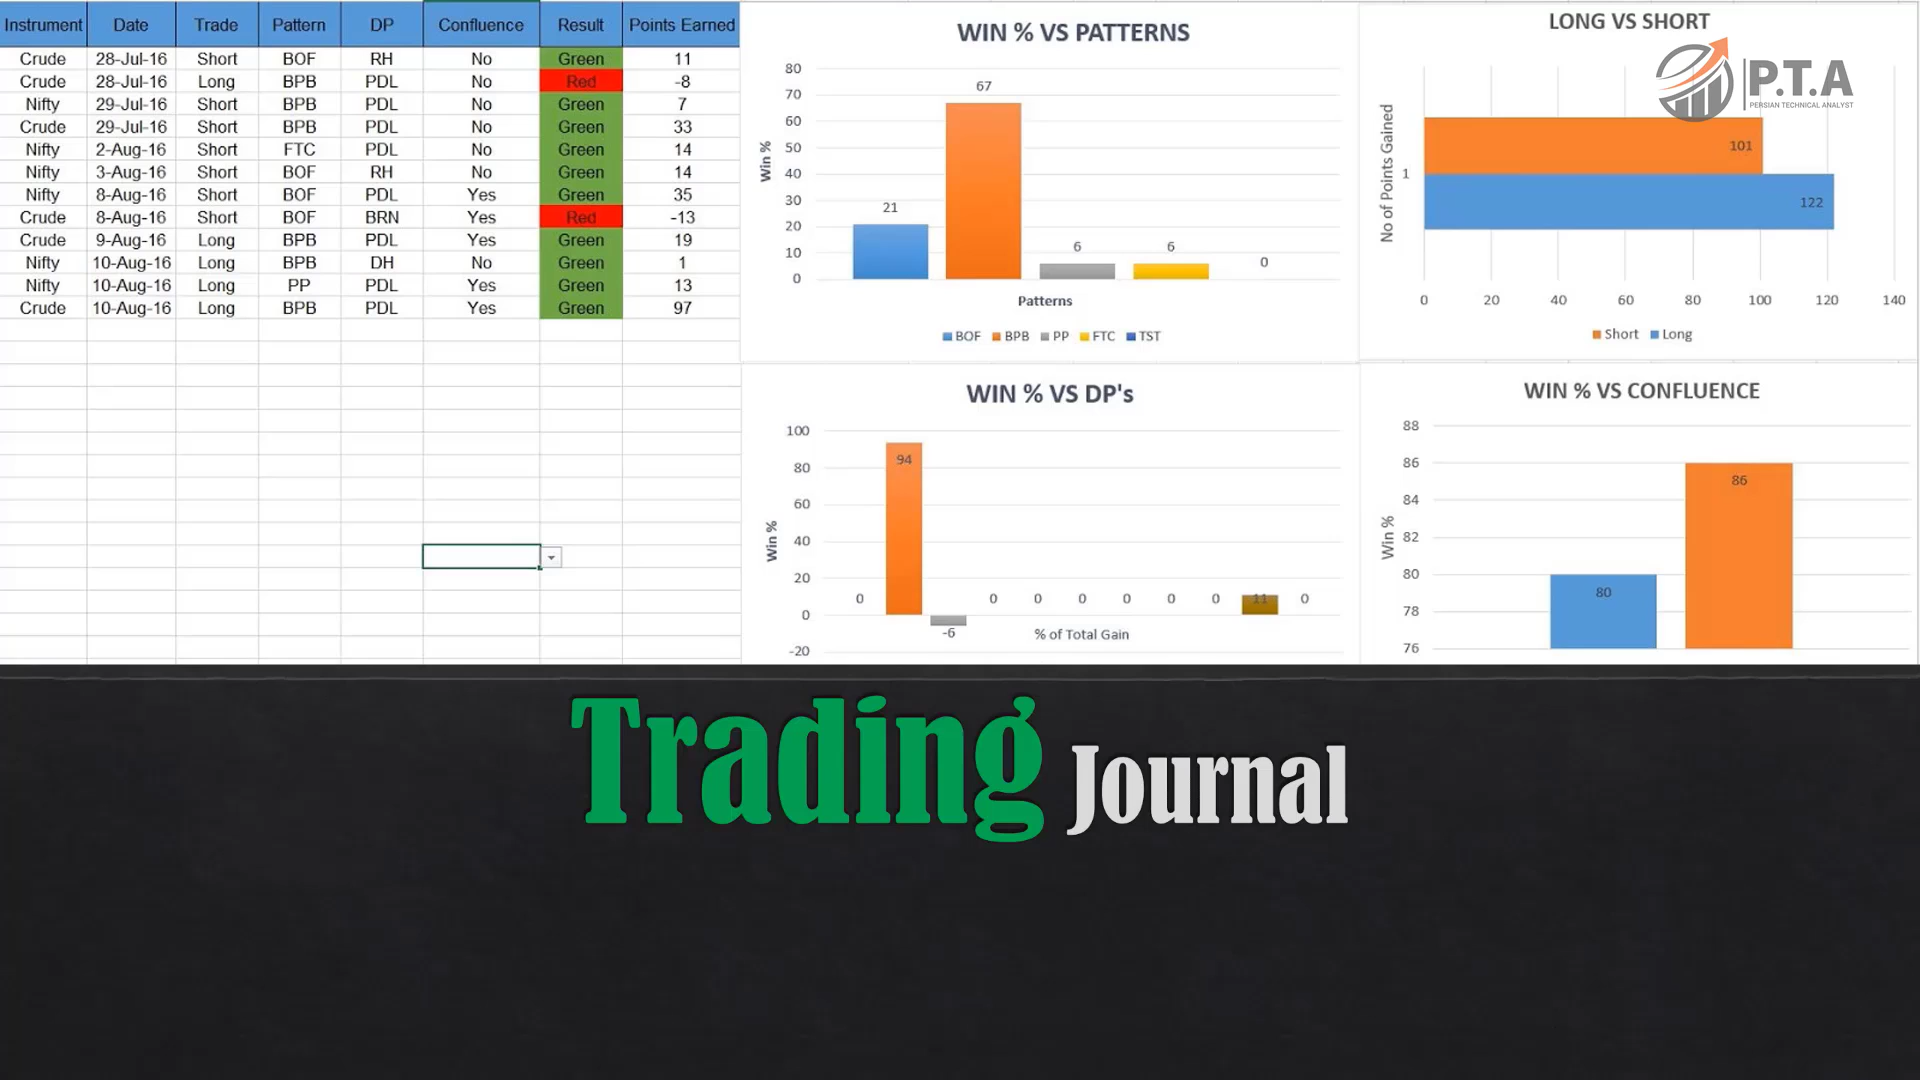 Instrument Date Trade Pattern DP Confluence Result Points Earned
Crude 28-Jul-16 Short BOF RH No Green 11
Crude 28-Jul-16 Long BPB PDL No Red -8
Nifty 29-Jul-16 Short BPB PDL No Green 7
Crude 29-Jul-16 Short BPB PDL No Green 33
Nifty 2-Aug-16 Short FTC PDL No Green 14
Nifty 3-Aug-16 Short BOF RH No Green 14
Nifty 8-Aug-16 Short BOF PDL Yes Green 35
Crude 8-Aug-16 Short BOF BRN Yes Red -13
Crude 9-Aug-16 Long BPB PDL Yes Green 19
Nifty 10-Aug-16 Long BPB DH No Green 1
Nifty 10-Aug-16 Long PP PDL Yes Green 13
Crude 10-Aug-16 Long BPB PDL Yes Green 97
WIN % VS PATTERNS
80
70
60
50
40
30
20
10
0
Win %
21
67
6
6
0
Patterns
BOF BPB PP FTC TST
LONG VS SHORT
P.T.A
PERSIAN TECHNICAL ANALYST
No of Points Gained
1
101
122
0 20 40 60 80 100 120 140
Short Long
WIN % VS DP's
100
80
60
40
20
0
-20
Win %
0 94 -6 0 0 0 0 0 0 11 0
% of Total Gain
WIN % VS CONFLUENCE
88
86
84
82
80
78
76
Win %
80
86
Trading Journal